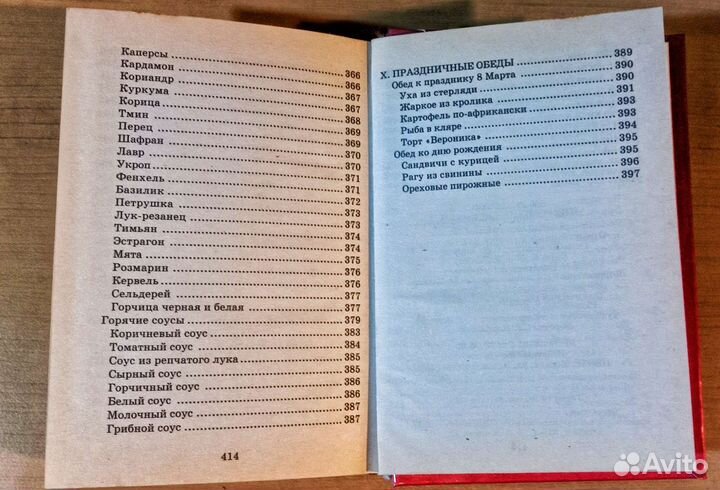 Каперсы 366
Кардамон 366
Кориандр 367
Куркума 367
Корица 368
Тмин 369
Перец 369
Шафран 370
Лавр 370
Укроп 371
Фенхель 371
Базилик 372
Петрушка 373
Лук-резанец 373
Тимьян 374
Эстрагон 374
Мята 375
Розмарин 376
Кервель 376
Сельдерей 377
Горчица черная и белая 377
Горячие соусы 379
Коричневый соус 383
Томатный соус 384
Соус из репчатого лука 385
Сырный соус 385
Горчичный соус 386
Белый соус 386
Молочный соус 387
Грибной соус 387
414
X. ПРАЗДНИЧНЫЕ ОБЕДЫ 389
Обед к празднику 8 Марта 390
Уха из стерляди 390
Жаркое из кролика 391
Картофель по-африкански 393
Рыба в кляре 393
Торт «Вероника» 394
Обед ко дню рождения 395
Сандвичи с курицей 395
Рагу из свинины 396
Ореховые пирожные 397
Avito